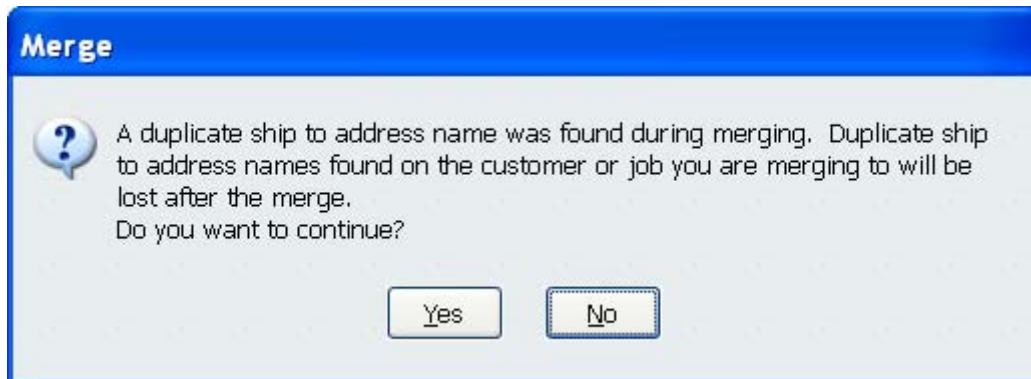 Merge
A duplicate ship to address name was found during merging.  Duplicate ship
to address names found on the customer or job you are merging to will be
lost after the merge.
Do you want to continue?
Yes
No